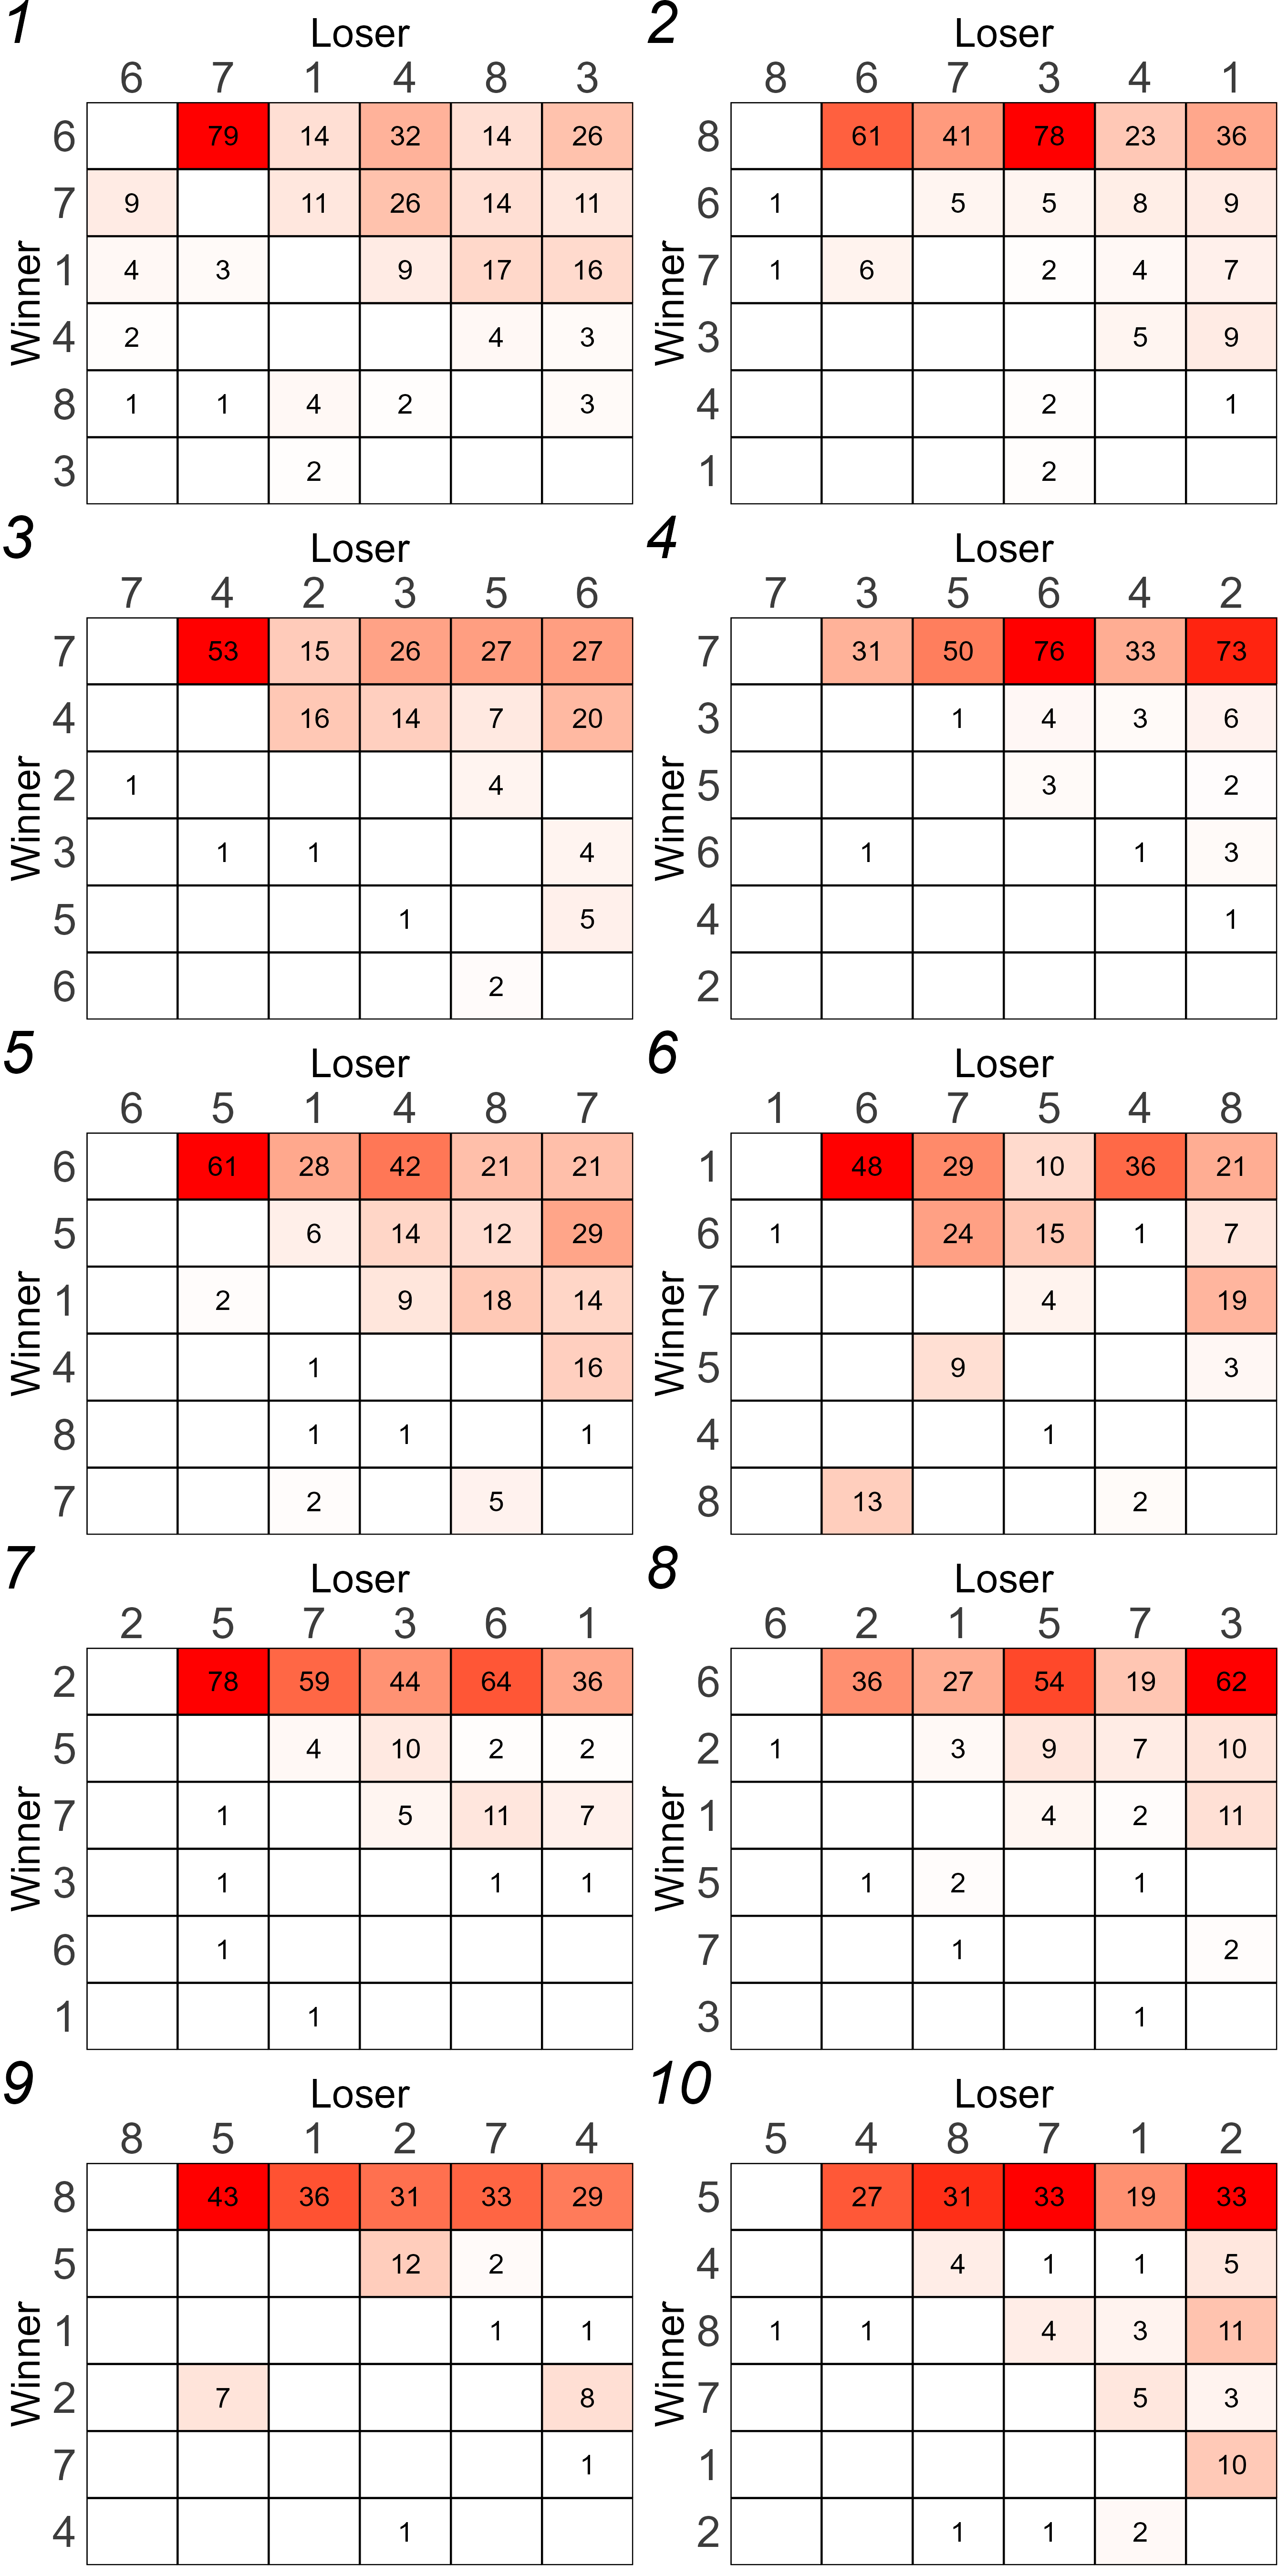 1
Loser
6 7 1 4 8 3
Winner
6 79 14 32 14 26
7 9 11 26 14 11
1 4 3 9 17 16
4 2 4 3
8 1 1 4 2 3
3 2
2
Loser
8 6 7 3 4 1
Winner
8 61 41 78 23 36
6 1 5 5 8 9
7 1 6 2 4 7
3 5 9
4 2 1
1 2
3
Loser
7 4 2 3 5 6
Winner
7 53 15 26 27 27
4 16 14 7 20
2 1 4
3 1 1 4
5 1 5
6 2
4
Loser
7 3 5 6 4 2
Winner
7 31 50 76 33 73
3 1 4 3 6
5 3 2
6 1 1 3
4 1
2
5
Loser
6 5 1 4 8 7
Winner
6 61 28 42 21 21
5 6 14 12 29
1 2 9 18 14
4 1 16
8 1 1 1
7 2 5
6
Loser
1 6 7 5 4 8
Winner
1 48 29 10 36 21
6 1 24 15 1 7
7 4 19
5 9 3
4 1
8 13 2
7
Loser
2 5 7 3 6 1
Winner
2 78 59 44 64 36
5 4 10 2 2
7 1 5 11 7
3 1 1 1
6 1
1 1
8
Loser
6 2 1 5 7 3
Winner
6 36 27 54 19 62
2 1 3 9 7 10
1 4 2 11
5 1 2 1
7 1 2
3 1
9
Loser
8 5 1 2 7 4
Winner
8 43 36 31 33 29
5 12 2
1 1 1
2 7 8
7 1
4 1
10
Loser
5 4 8 7 1 2
Winner
5 27 31 33 19 33
4 4 1 1 5
8 1 1 4 3 11
7 5 3
1 10
2 1 1 2